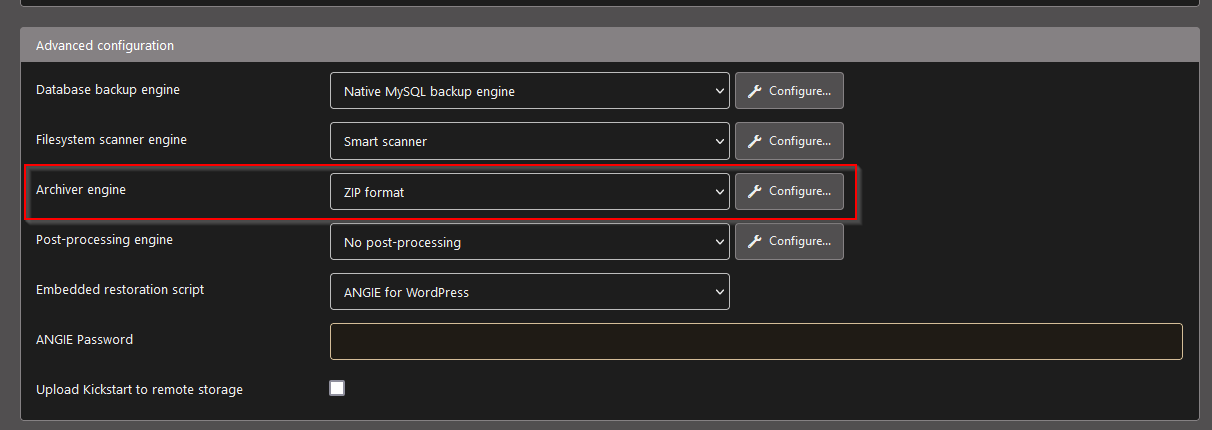 Advanced configuration
Database backup engine Native MySQL backup engine Configure...
Filesystem scanner engine Smart scanner Configure...
Archiver engine ZIP format Configure...
Post-processing engine No post-processing Configure...
Embedded restoration script ANGIE for WordPress
ANGIE Password
Upload Kickstart to remote storage